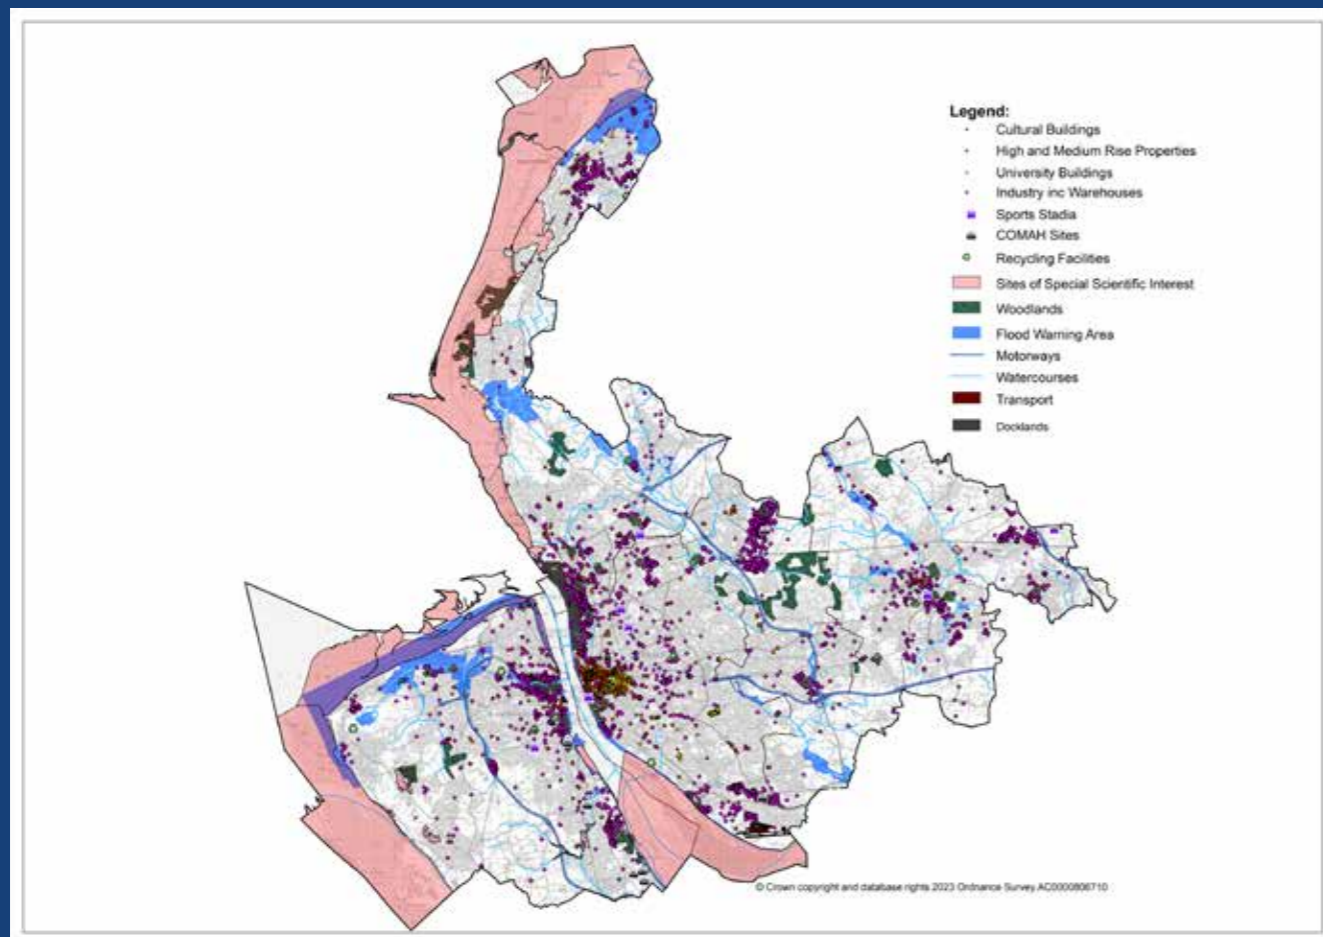 Legend:
Cultural Buildings
High and Medium Rise Properties
University Buildings
Industry inc Warehouses
Sports Stadia
COMAH Sites
Recycling Facilities
Sites of Special Scientific Interest
Woodlands
Flood Warning Area
Motorways
Watercourses
Transport
Docklands
© Crown copyright and database rights 2023 Ordnance Survey AC0000806710